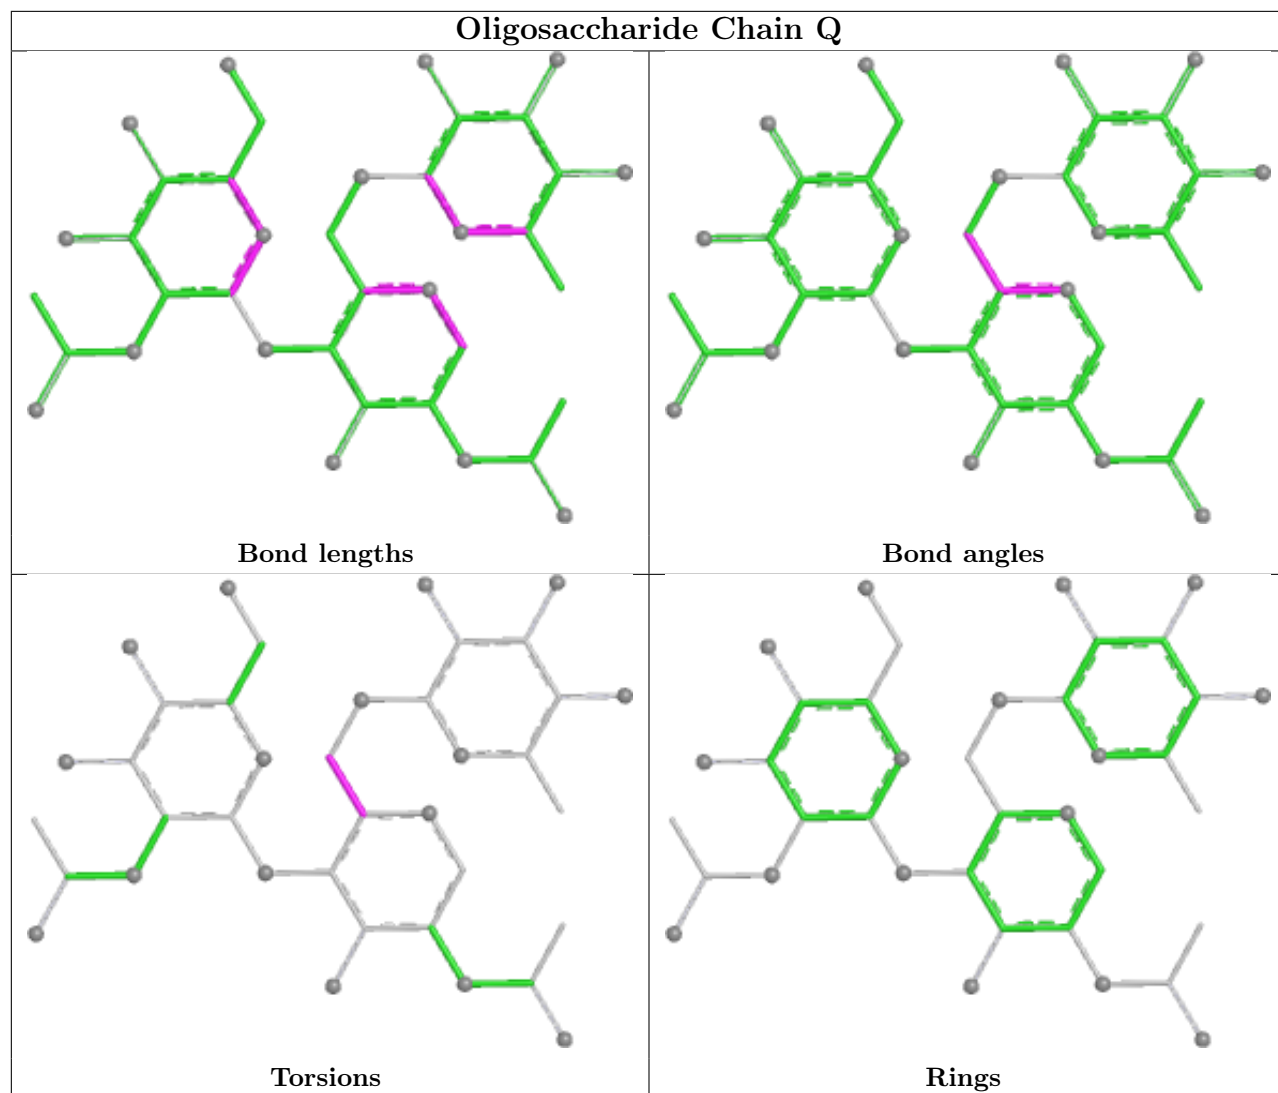 Oligosaccharide Chain Q
Bond lengths
Bond angles
Torsions
Rings